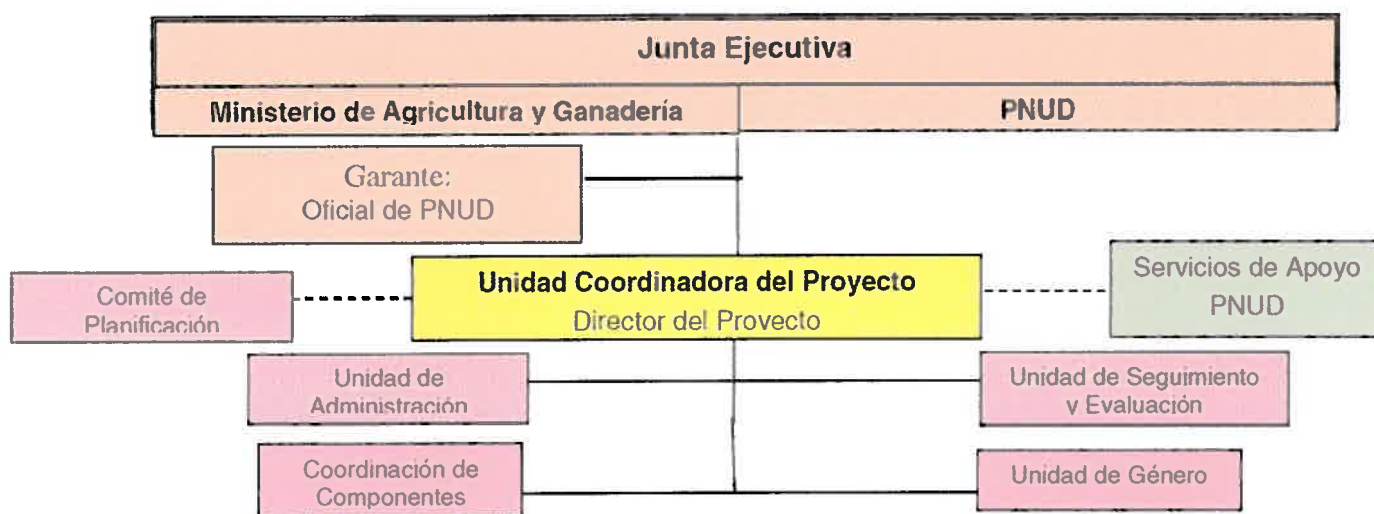 Junta Ejecutiva
Ministerio de Agricultura y Ganadería
PNUD
Garante:
Oficial de PNUD
Comité de
Planificación
Unidad Coordinadora del Proyecto
Director del Proyecto
Servicios de Apoyo
PNUD
Unidad de
Administración
Unidad de Seguimiento
y Evaluación
Coordinación de
Componentes
Unidad de Género